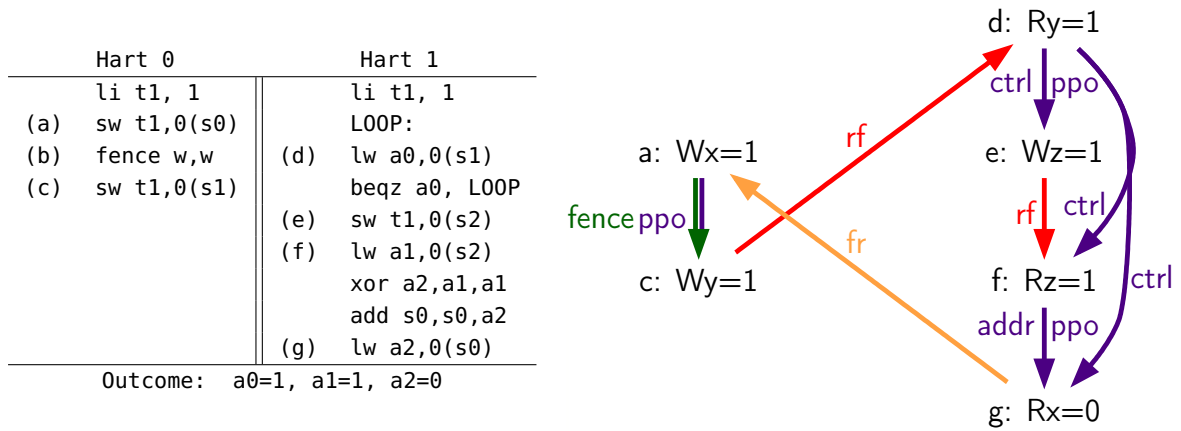 Hart 0 Hart 1
li t1, 1 li t1, 1
(a) sw t1,0(s0) LOOP:
(b) fence w,w (d) lw a0,0(s1)
(c) sw t1,0(s1) beqz a0, LOOP
(e) sw t1,0(s2)
(f) lw a1,0(s2)
xor a2,a1,a1
add s0,s0,a2
(g) lw a2,0(s0)
Outcome: a0=1, a1=1, a2=0
d: Ry=1
ctrl ppo
rf
a: Wx=1 e: Wz=1
fence ppo rf ctrl
fr
c: Wy=1 f: Rz=1 ctrl
addr ppo
g: Rx=0